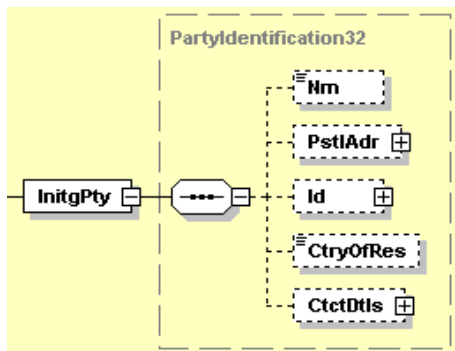 PartyIdentification32
Nm
PstlAdr
InitgPty
Id
CtryOfRes
CtctDtls